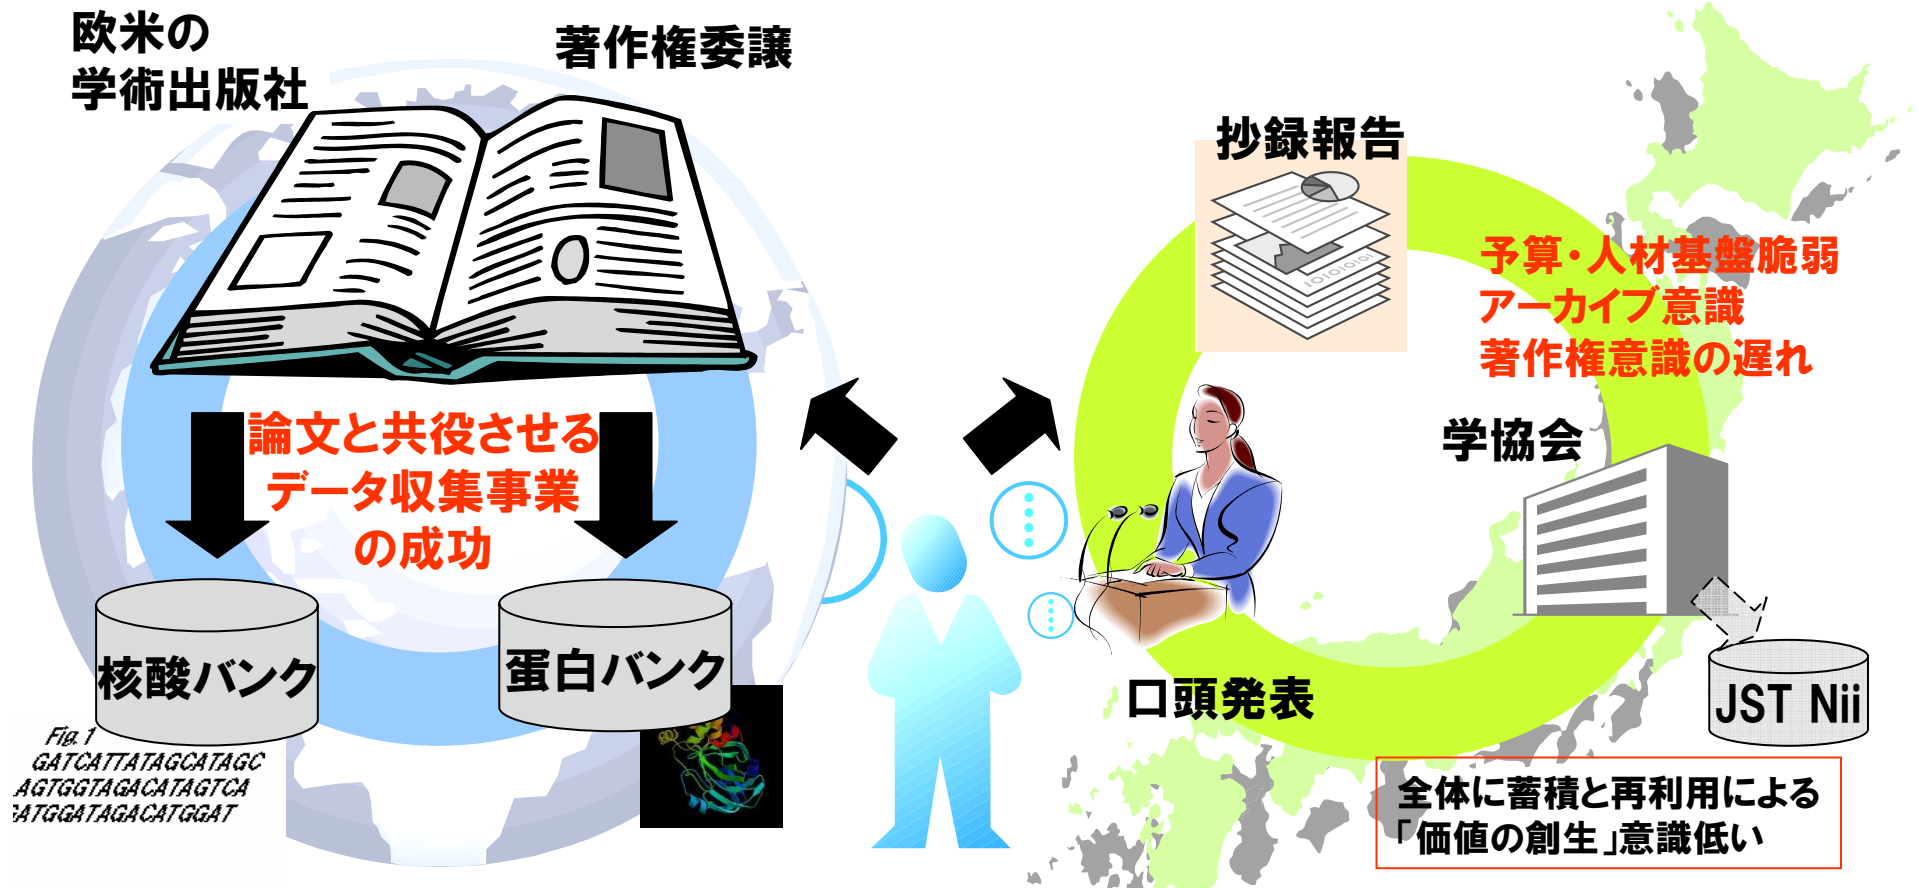 欧米の
学術出版社
著作権委譲
論文と共役させる
データ収集事業
の成功
核酸バンク
蛋白バンク
Fig. 1
GATCATTATAGCATAGC
AGTGGTAGACATAGTCA
GATGGATAGACATGGAT
抄録報告
予算・人材基盤脆弱
アーカイブ意識
著作権意識の遅れ
学協会
口頭発表
JST Nii
全体に蓄積と再利用による
「価値の創生」意識低い